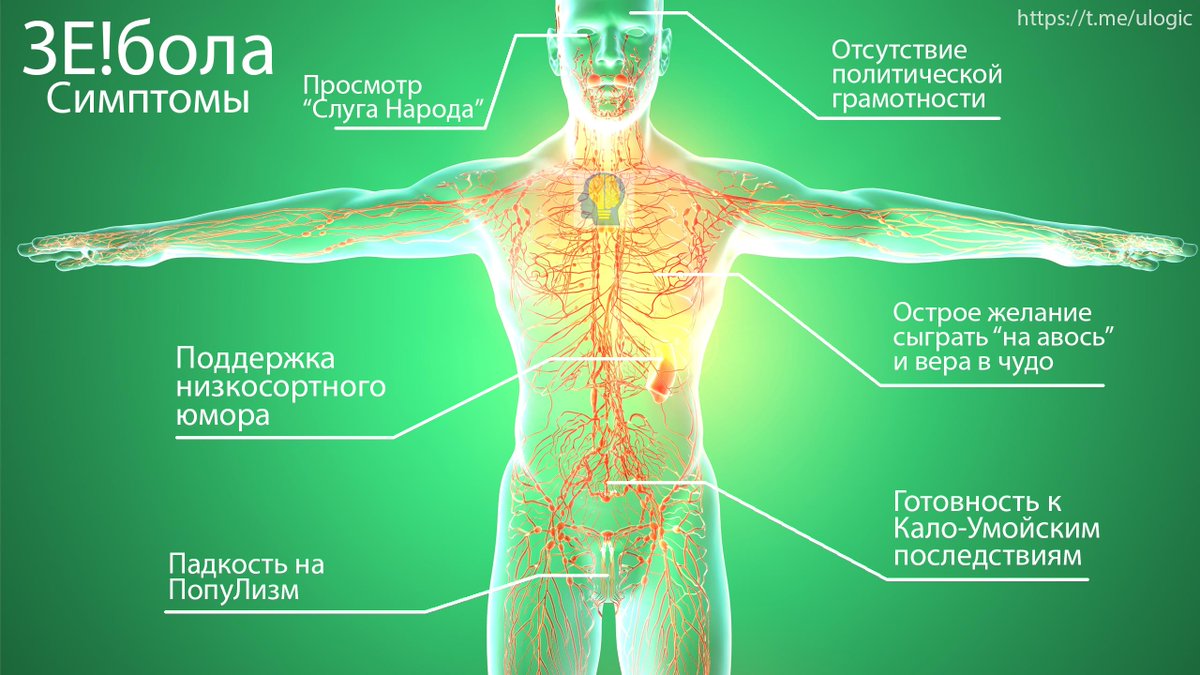 ЗЕ!бола
Симптомы
https://t.me/ulogic
Просмотр
“Слуга Народа”
Отсутствие
политической
грамотности
Острое желание
сыграть “на авось”
и вера в чудо
Поддержка
низкосортного
юмора
Готовность к
Кало-Умойским
последствиям
Падкость на
ПопуЛизм